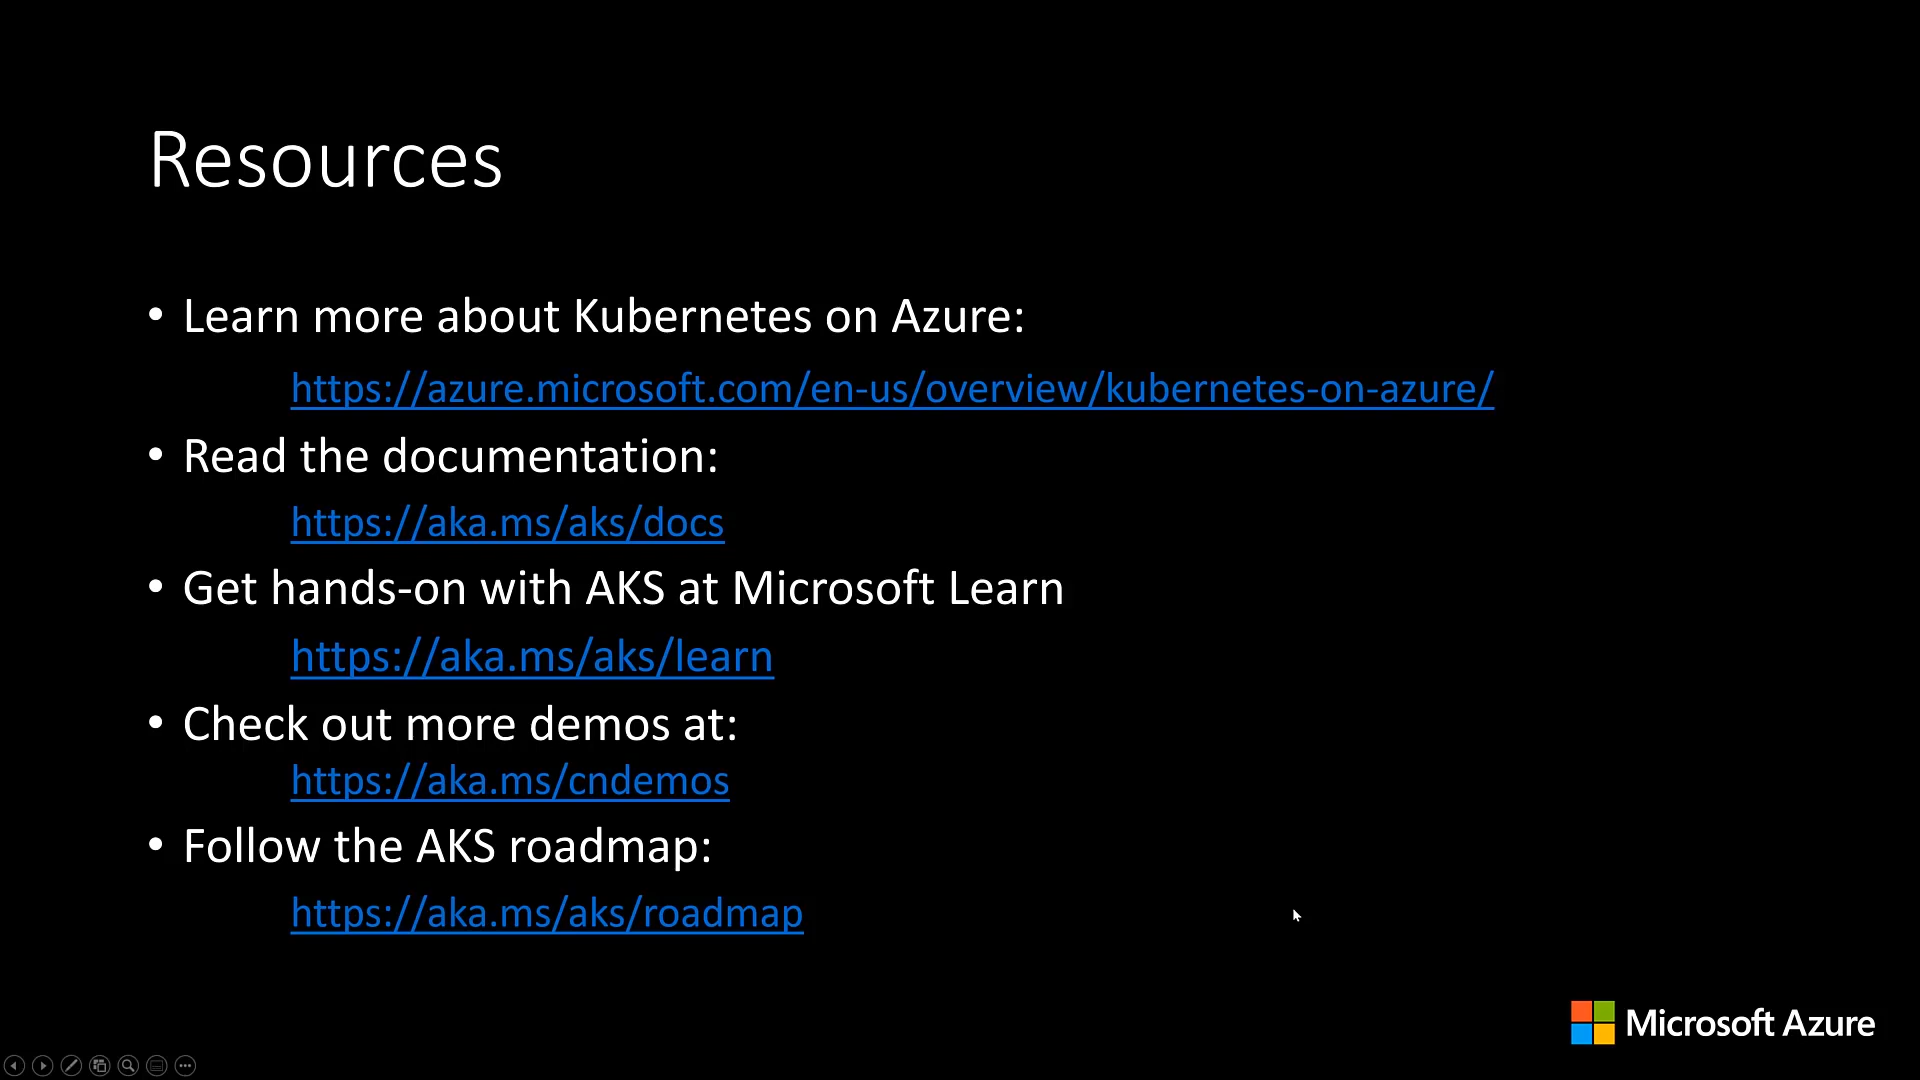 Resources
• Learn more about Kubernetes on Azure:
https://azure.microsoft.com/en-us/overview/kubernetes-on-azure/
• Read the documentation:
https://aka.ms/aks/docs
• Get hands-on with AKS at Microsoft Learn
https://aka.ms/aks/learn
• Check out more demos at:
https://aka.ms/cndemos
• Follow the AKS roadmap:
https://aka.ms/aks/roadmap
Microsoft Azure